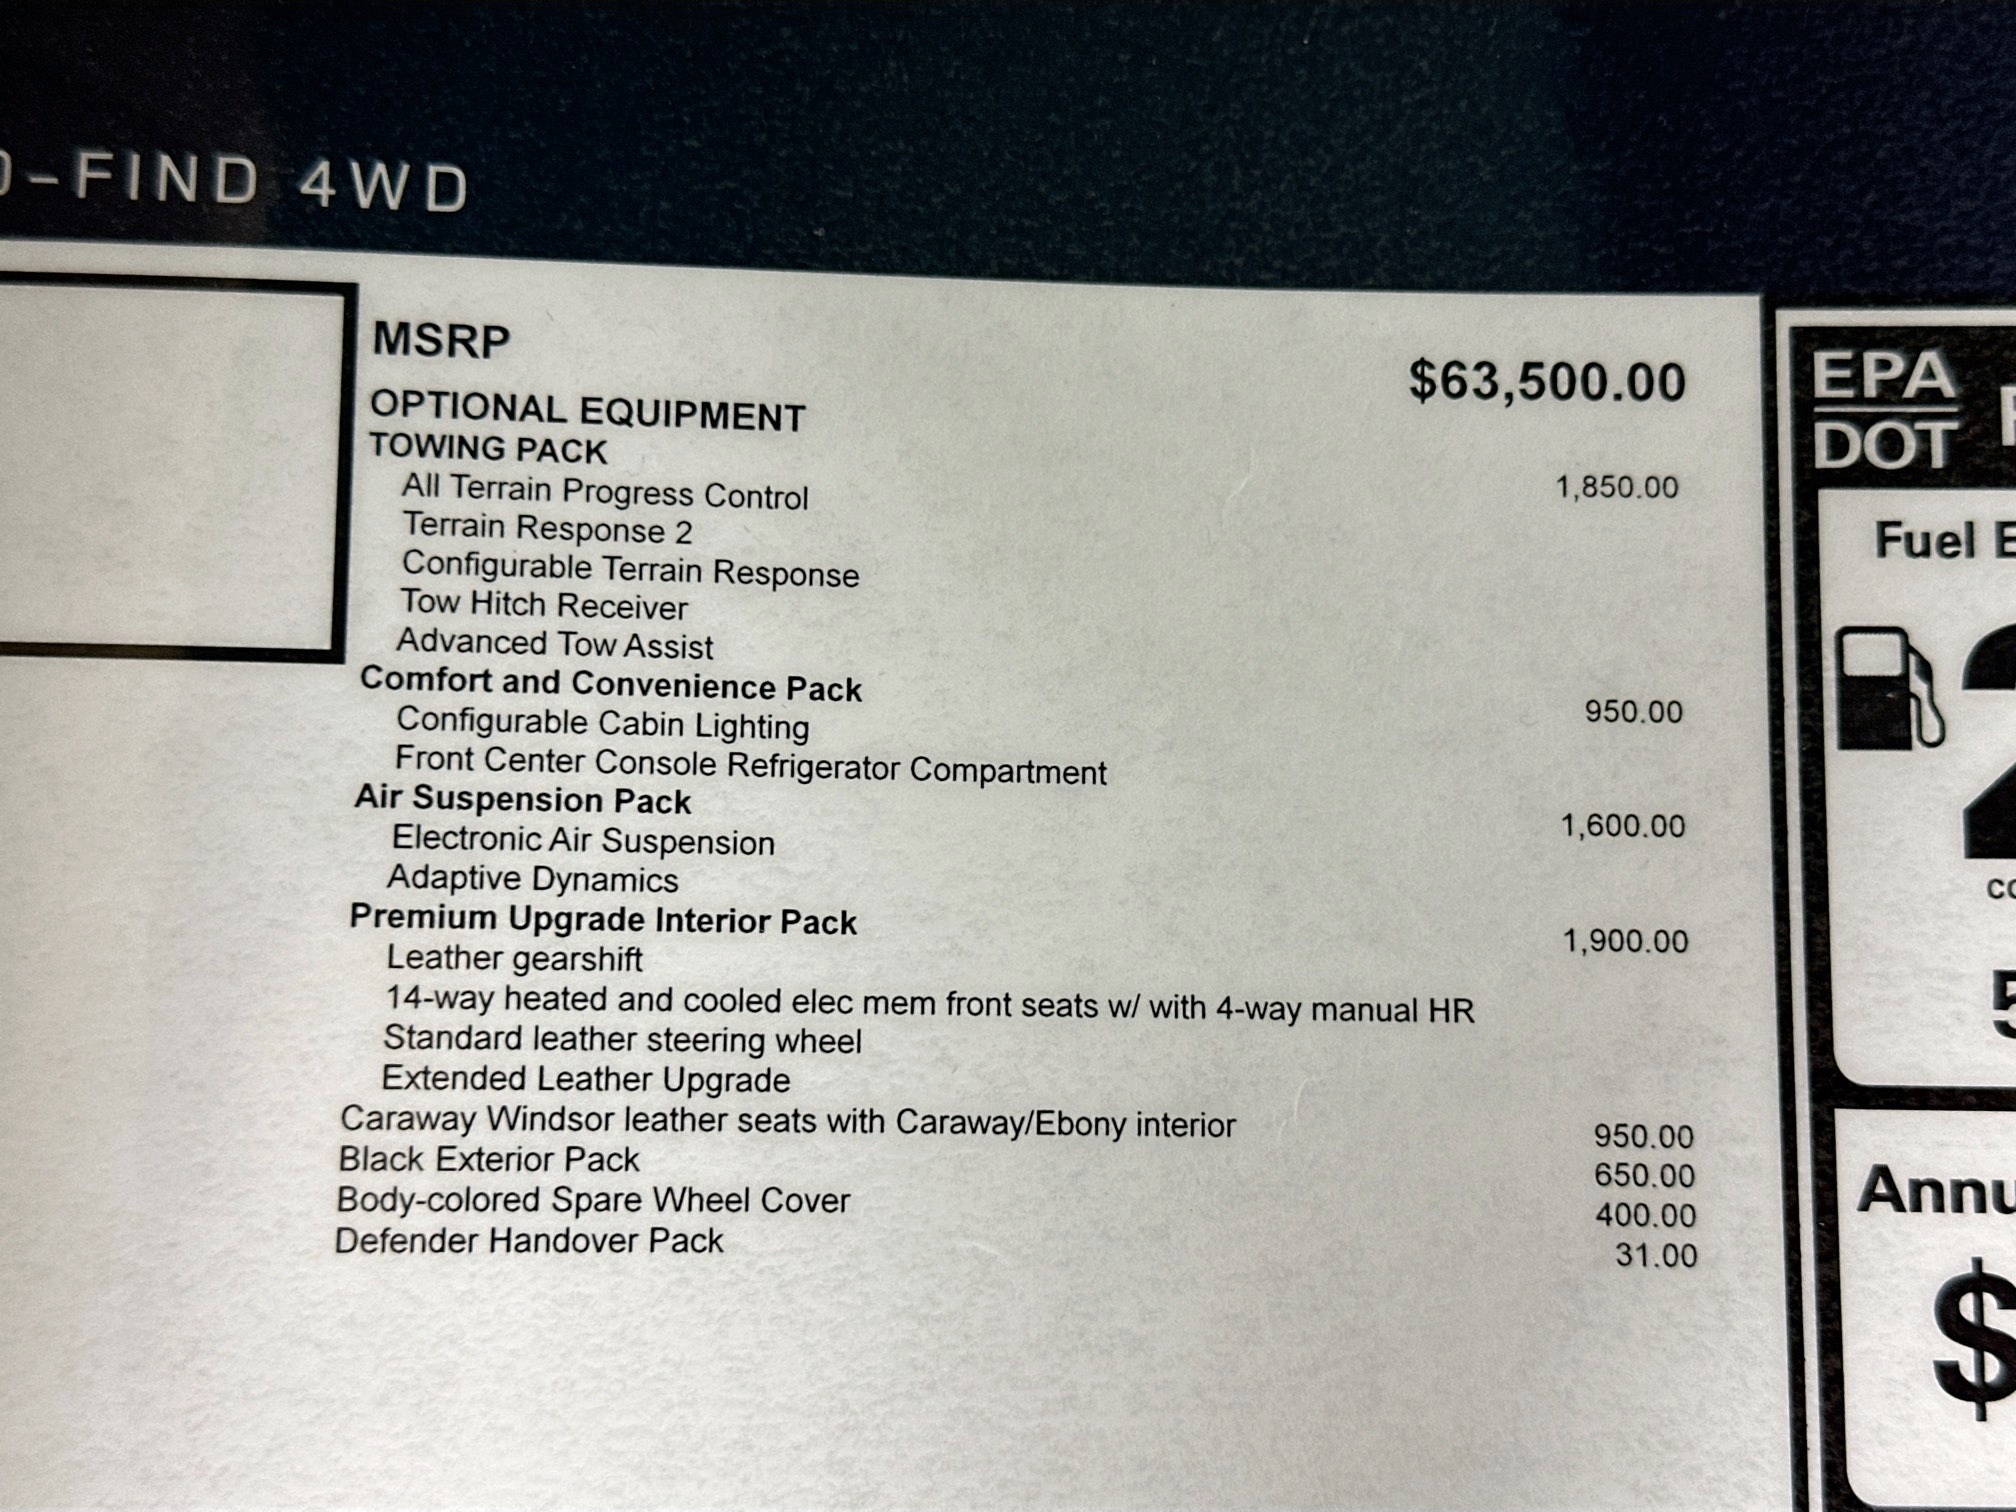 -FIND 4WD
MSRP $63,500.00
OPTIONAL EQUIPMENT
TOWING PACK 1,850.00
All Terrain Progress Control
Terrain Response 2
Configurable Terrain Response
Tow Hitch Receiver
Advanced Tow Assist
Comfort and Convenience Pack 950.00
Configurable Cabin Lighting
Front Center Console Refrigerator Compartment
Air Suspension Pack 1,600.00
Electronic Air Suspension
Adaptive Dynamics
Premium Upgrade Interior Pack 1,900.00
Leather gearshift
14-way heated and cooled elec mem front seats w/ with 4-way manual HR
Standard leather steering wheel
Extended Leather Upgrade
Caraway Windsor leather seats with Caraway/Ebony interior 950.00
Black Exterior Pack 650.00
Body-colored Spare Wheel Cover 400.00
Defender Handover Pack 31.00
EPA
DOT
Fuel
$